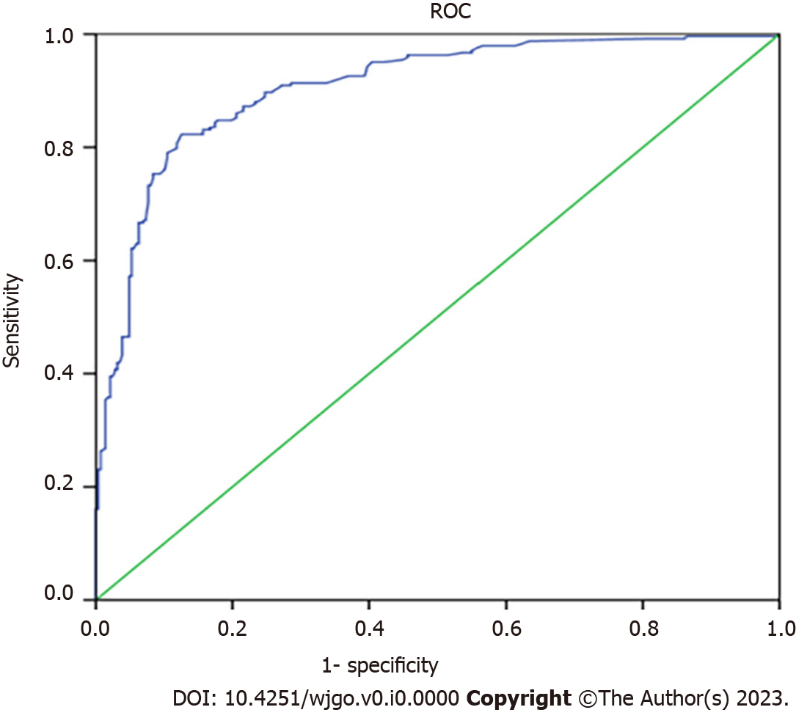 ROC
1.0
0.8
0.6
0.4
0.2
0.0
Sensitivity
0.0 0.2 0.4 0.6 0.8 1.0
1- specificity
DOI: 10.4251/wjgo.v0.i0.0000 Copyright ©The Author(s) 2023.